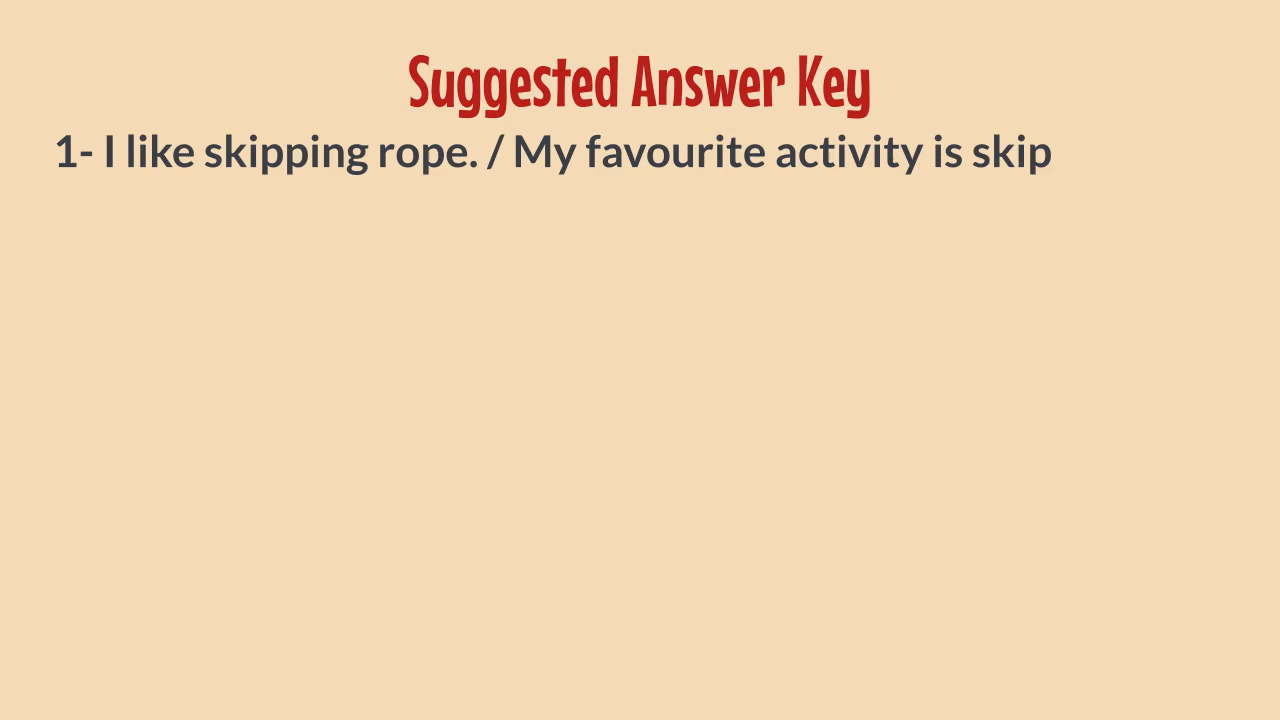 Suggested Answer Key
1- I like skipping rope. / My favourite activity is skip